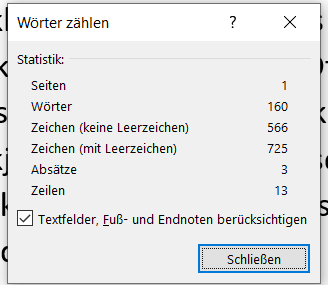 Wörter zählen
Statistik:
Seiten 1
Wörter 160
Zeichen (keine Leerzeichen) 566
Zeichen (mit Leerzeichen) 725
Absätze 3
Zeilen 13
Textfelder, Fuß- und Endnoten berücksichtigen
Schließen